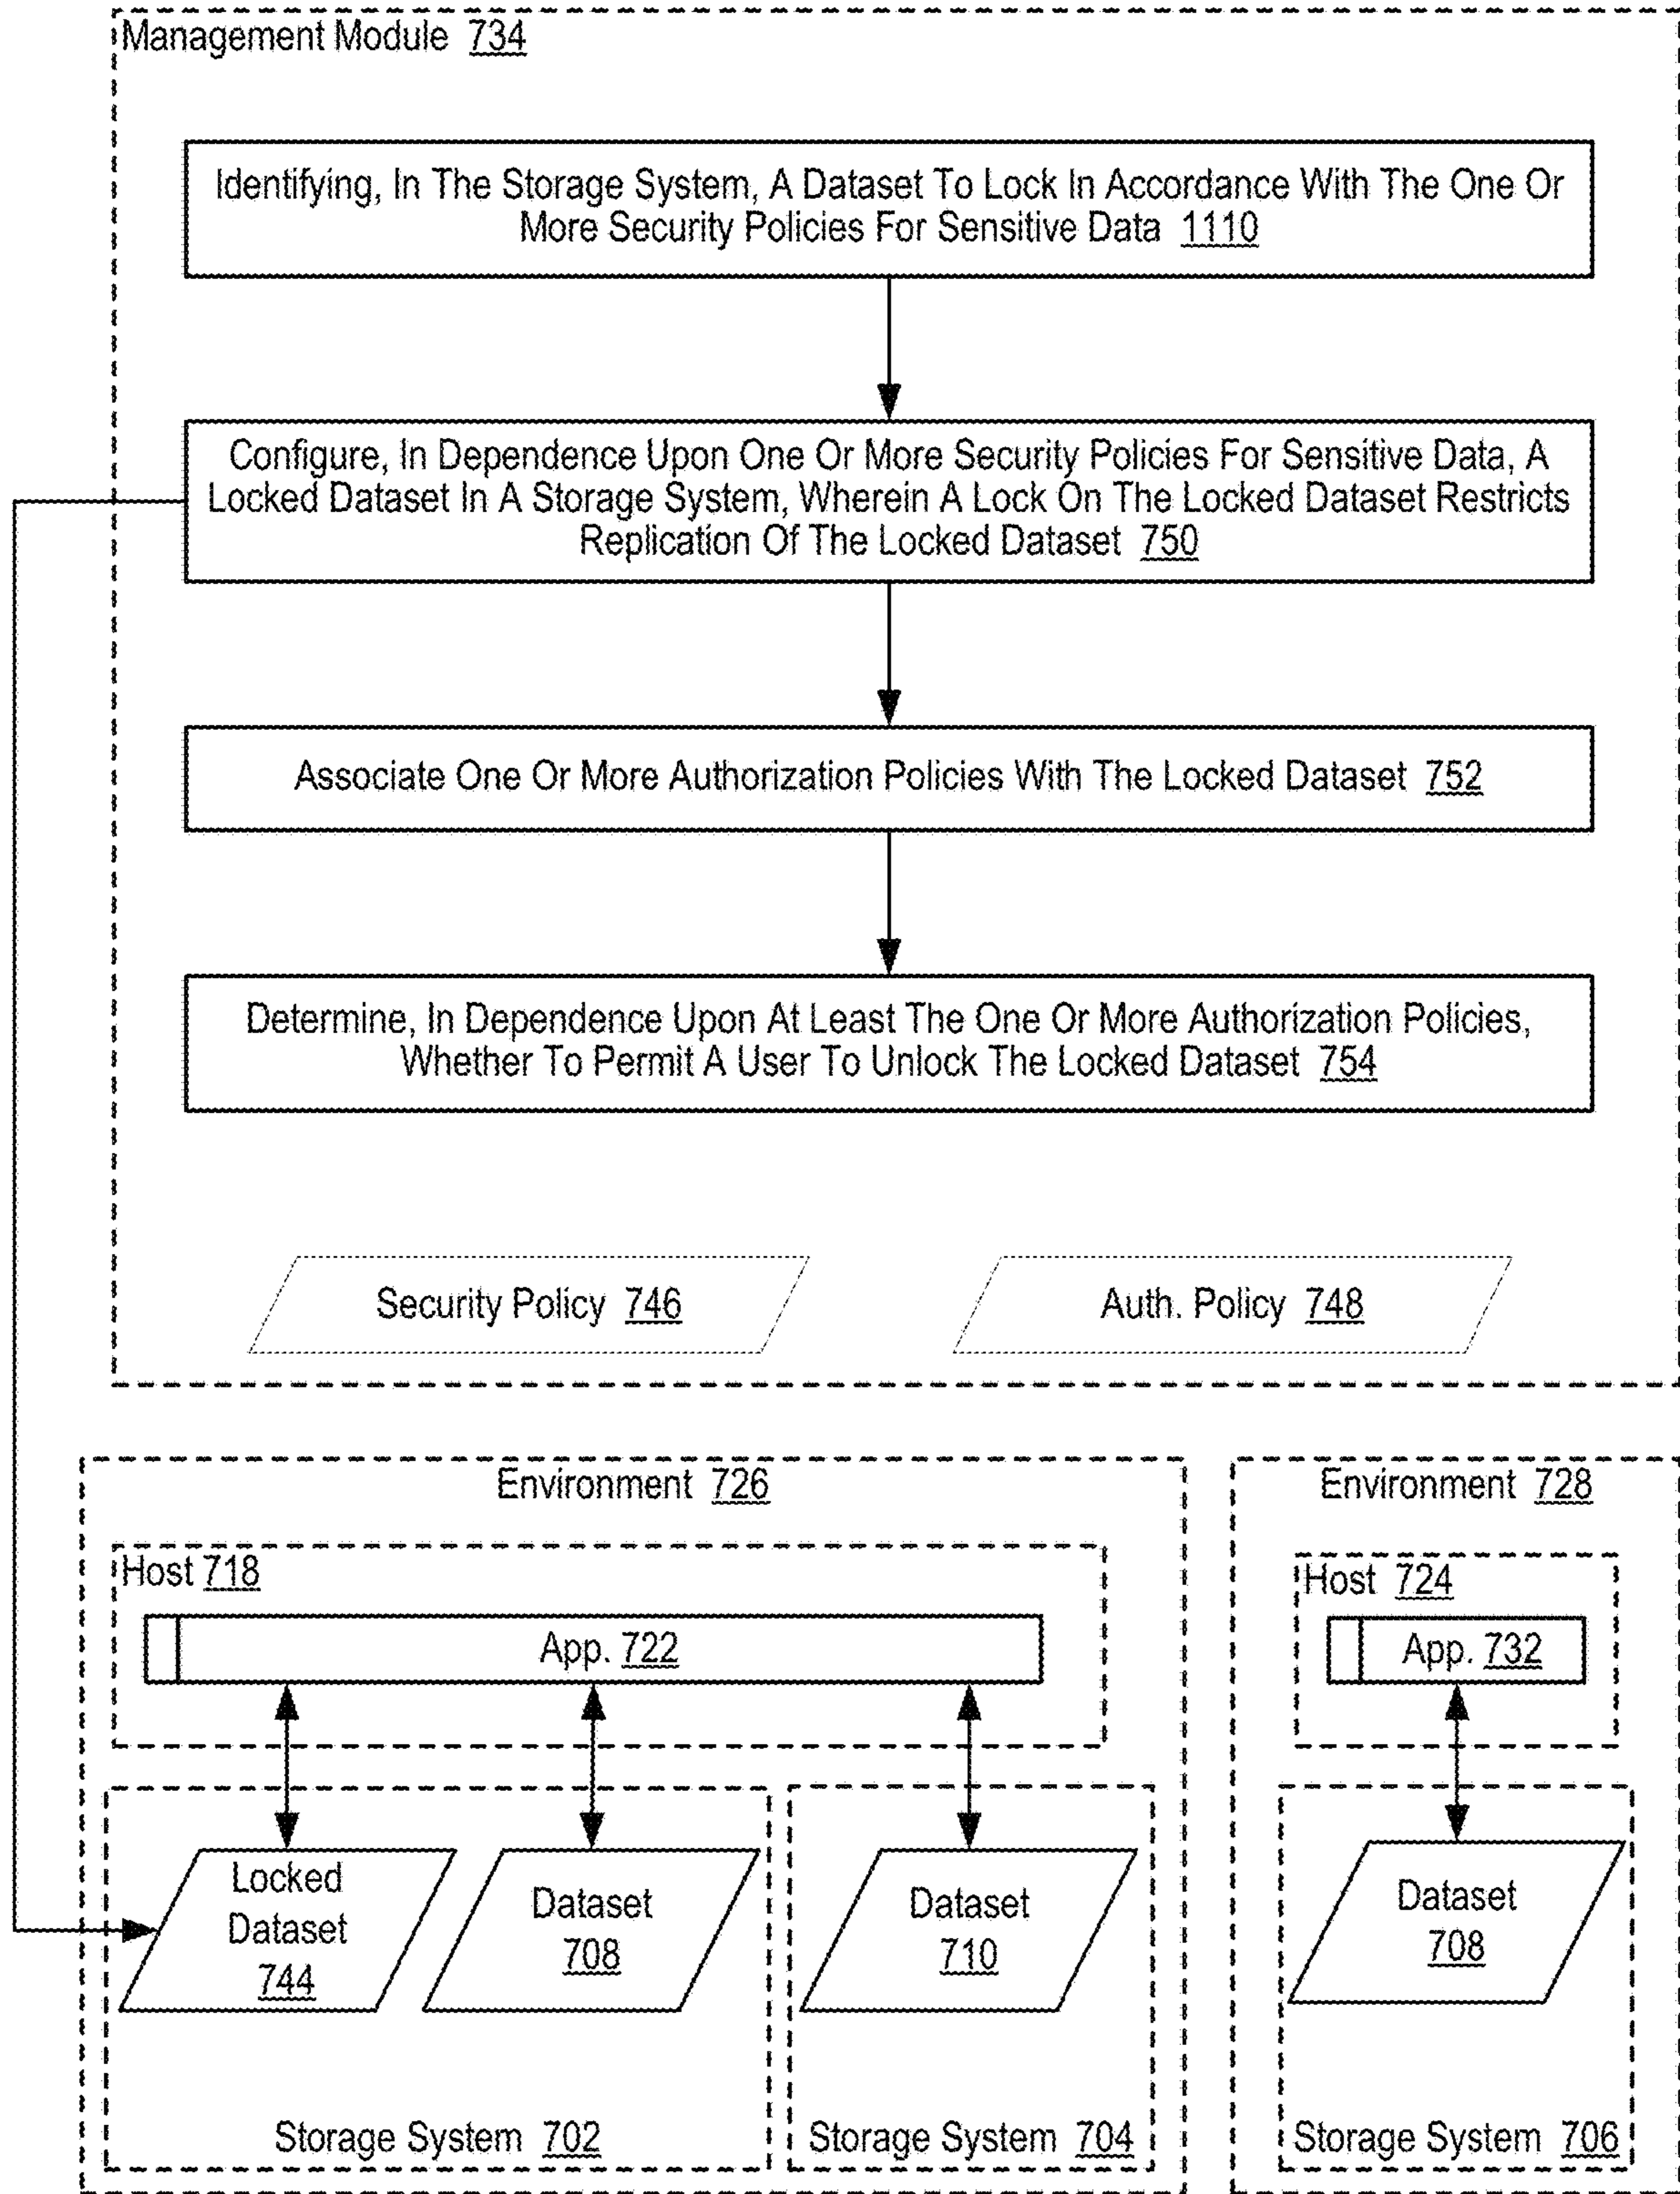 Management Module 734
Identifying, In The Storage System, A Dataset To Lock In Accordance With The One Or
More Security Policies For Sensitive Data 1110
Configure, In Dependence Upon One Or More Security Policies For Sensitive Data, A
Locked Dataset In A Storage System, Wherein A Lock On The Locked Dataset Restricts
Replication Of The Locked Dataset 750
Associate One Or More Authorization Policies With The Locked Dataset 752
Determine, In Dependence Upon At Least The One Or More Authorization Policies,
Whether To Permit A User To Unlock The Locked Dataset 754
Security Policy 746
Auth. Policy 748
Environment 726
Host 718
App. 722
Locked
Dataset
744
Dataset
708
Dataset
710
Storage System 702
Storage System 704
Environment 728
Host 724
App. 732
Dataset
708
Storage System 706